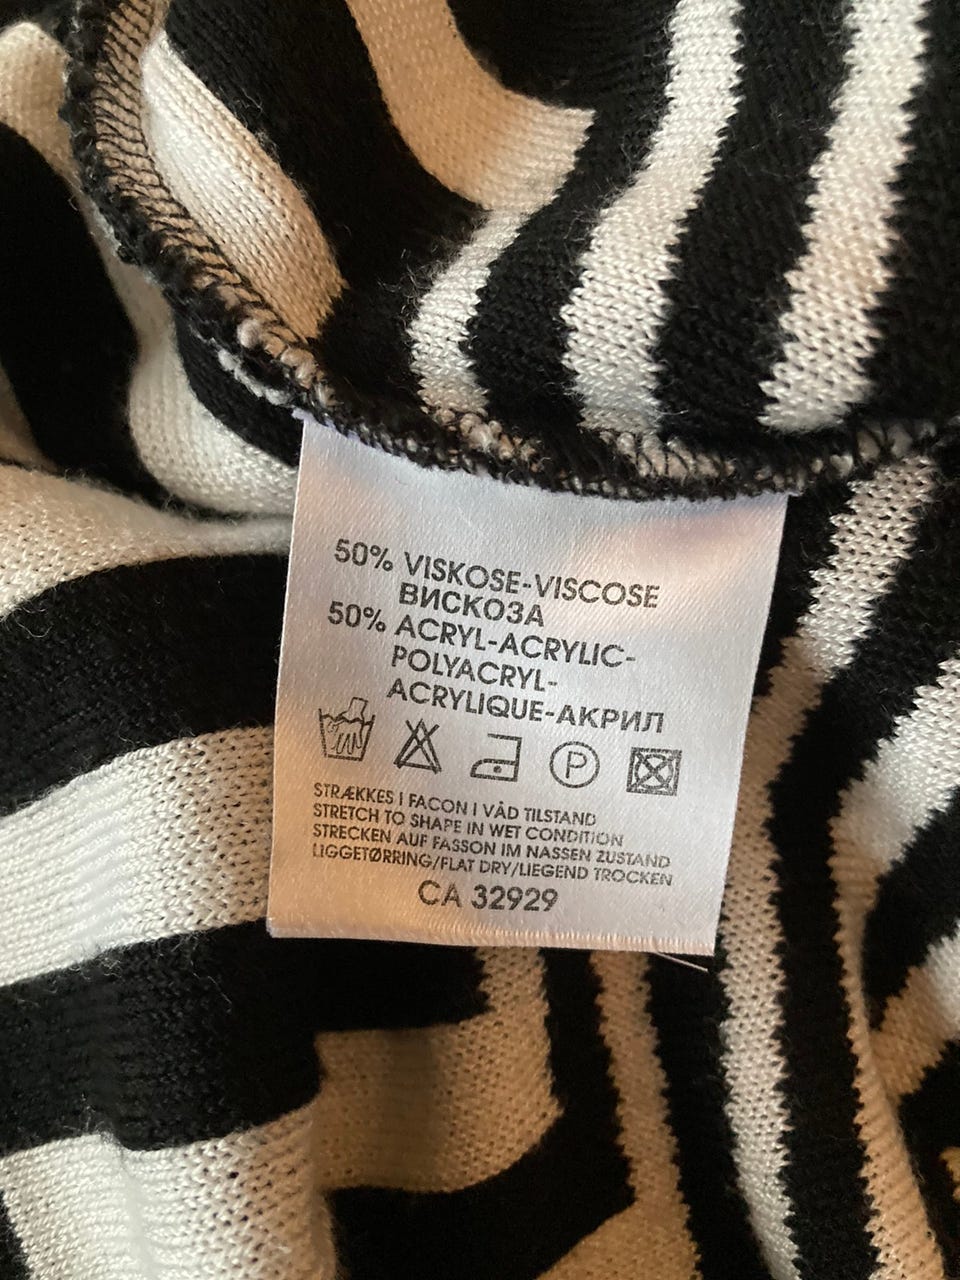 50% VISKOSE-VISCOSE
ВИСКОЗА
50% ACRYL-ACRYLIC-
POLYACRYL-
ACRYLIQUE-АКРИЛ
P
STRÆKKES I FACON I VÅD TILSTAND
STRETCH TO SHAPE IN WET CONDITION
STRECKEN AUF FASSON IM NASSEN ZUSTAND
LIGGETØRRING/FLAT DRY/LIEGEND TROCKEN
CA 32929